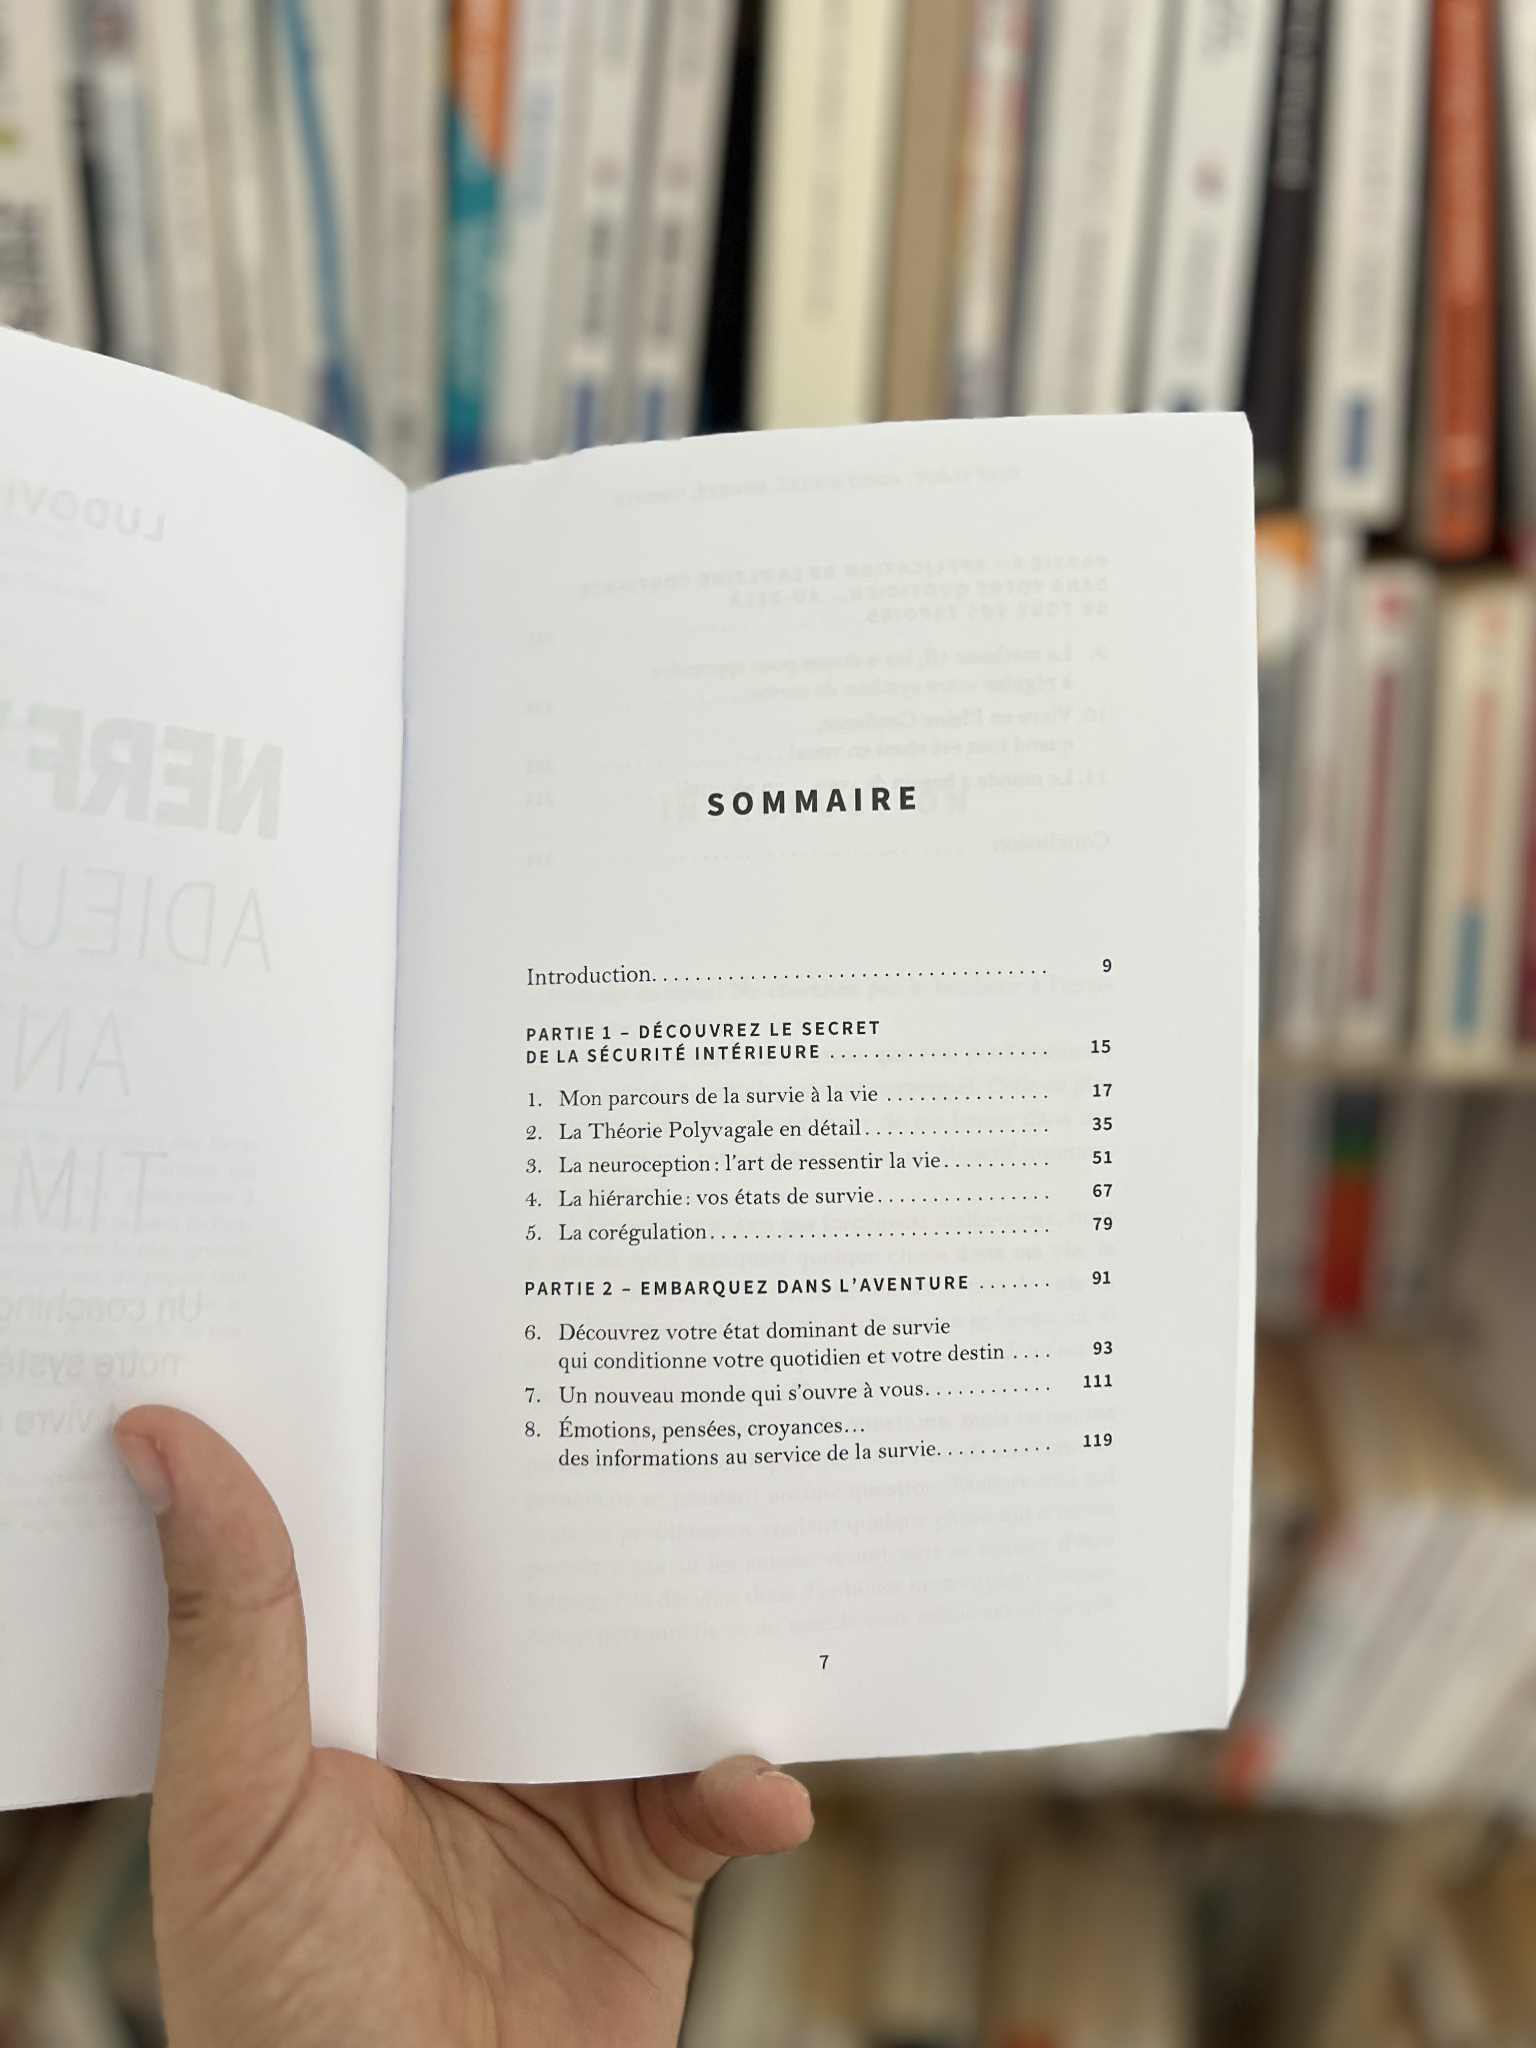 SOMMAIRE
Introduction. . . . . . . . . . . . . . . . . . . . . . . . . . . . . . . . . . . . . 9
PARTIE 1 – DÉCOUVREZ LE SECRET
DE LA SÉCURITÉ INTÉRIEURE . . . . . . . . . . . . . . . . . . . . 15
1. Mon parcours de la survie à la vie . . . . . . . . . . . . . . . 17
2. La Théorie Polyvagale en détail . . . . . . . . . . . . . . . . . 35
3. La neuroception : l'art de ressentir la vie . . . . . . . . . . 51
4. La hiérarchie : vos états de survie . . . . . . . . . . . . . . . . 67
5. La corégulation . . . . . . . . . . . . . . . . . . . . . . . . . . . . . . 79
PARTIE 2 – EMBARQUEZ DANS L'AVENTURE . . . . . . . 91
6. Découvrez votre état dominant de survie
qui conditionne votre quotidien et votre destin . . . . 93
7. Un nouveau monde qui s'ouvre à vous. . . . . . . . . . . . 111
8. Émotions, pensées, croyances…
des informations au service de la survie. . . . . . . . . . . 119
7